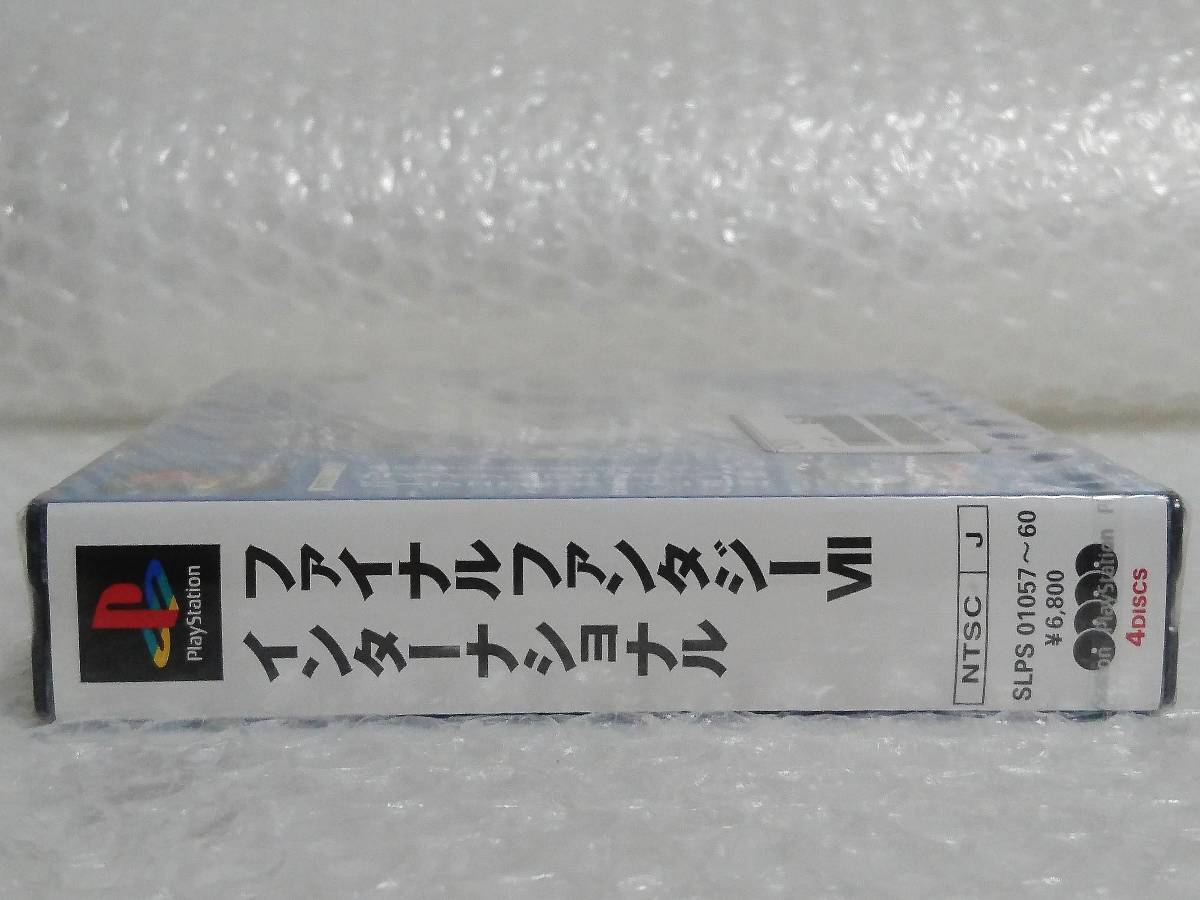 PlayStation
ファイナルファンタジーVII
インターナショナル
NTSC J
SLPS 01057～60
¥6,800
PlayStation
4DISCS